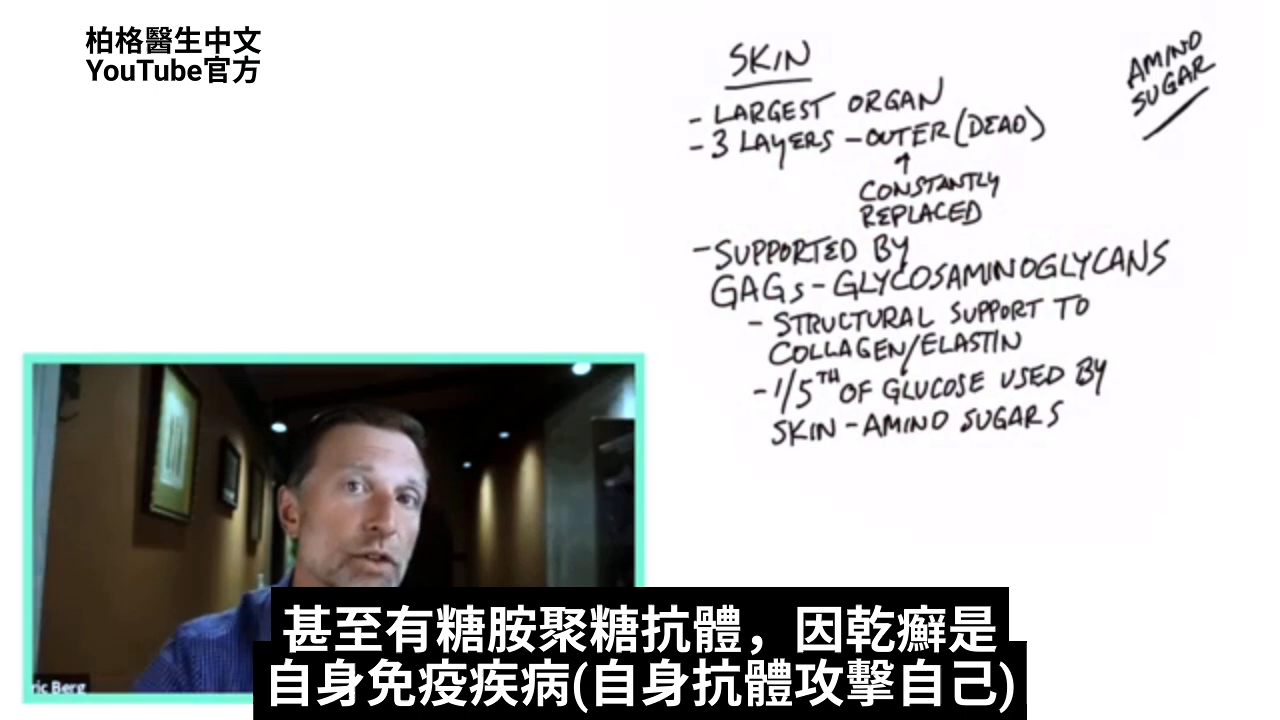 柏格醫生中文
YouTube官方
SKIN
- LARGEST ORGAN
- 3 LAYERS - OUTER (DEAD)
↑
CONSTANTLY
REPLACED
- SUPPORTED BY
GAGs - GLYCOSAMINOGLYCANS
- STRUCTURAL SUPPORT TO
COLLAGEN/ELASTIN
- 1/5TH OF GLUCOSE USED BY
SKIN - AMINO SUGARS
AMINO
SUGAR
ric Berg
甚至有糖胺聚糖抗體，因乾癬是
自身免疫疾病(自身抗體攻擊自己)